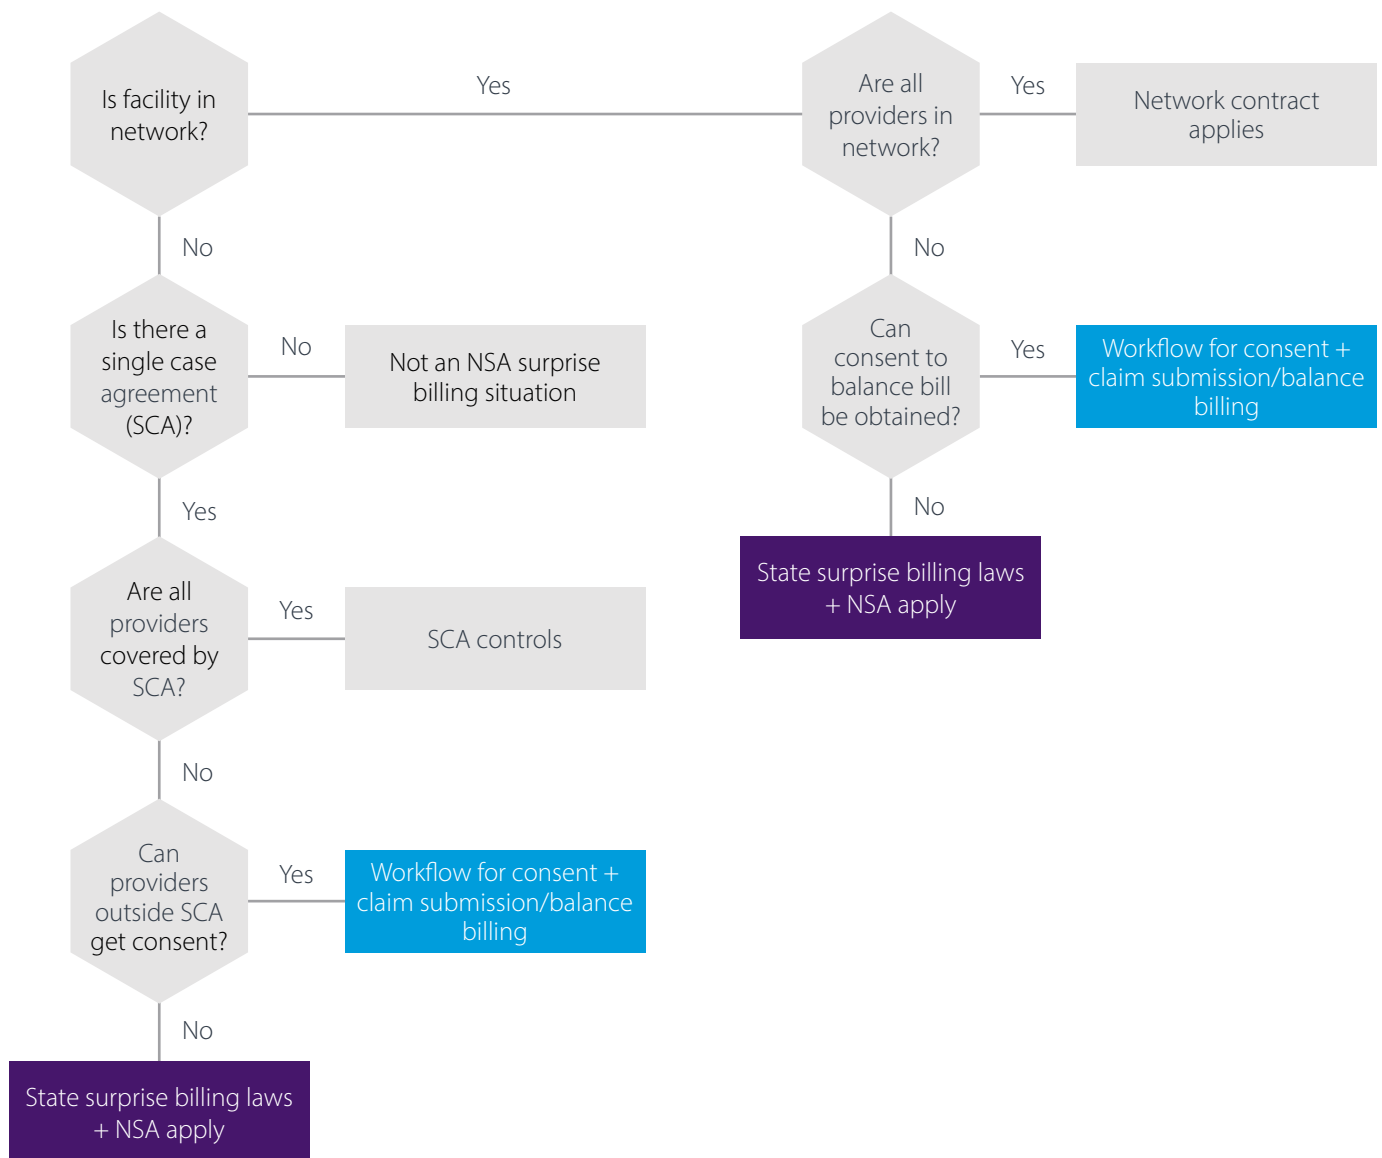 Is facility in
network?
Yes
Are all
providers in
network?
Yes
Network contract
applies
No
No
Is there a
single case
agreement
(SCA)?
No
Not an NSA surprise
billing situation
Can
consent to
balance bill
be obtained?
Yes
Workflow for consent +
claim submission/balance
billing
Yes
No
State surprise billing laws
+ NSA apply
Are all
providers
covered by
SCA?
Yes
SCA controls
No
Can
providers
outside SCA
get consent?
Yes
Workflow for consent +
claim submission/balance
billing
No
State surprise billing laws
+ NSA apply